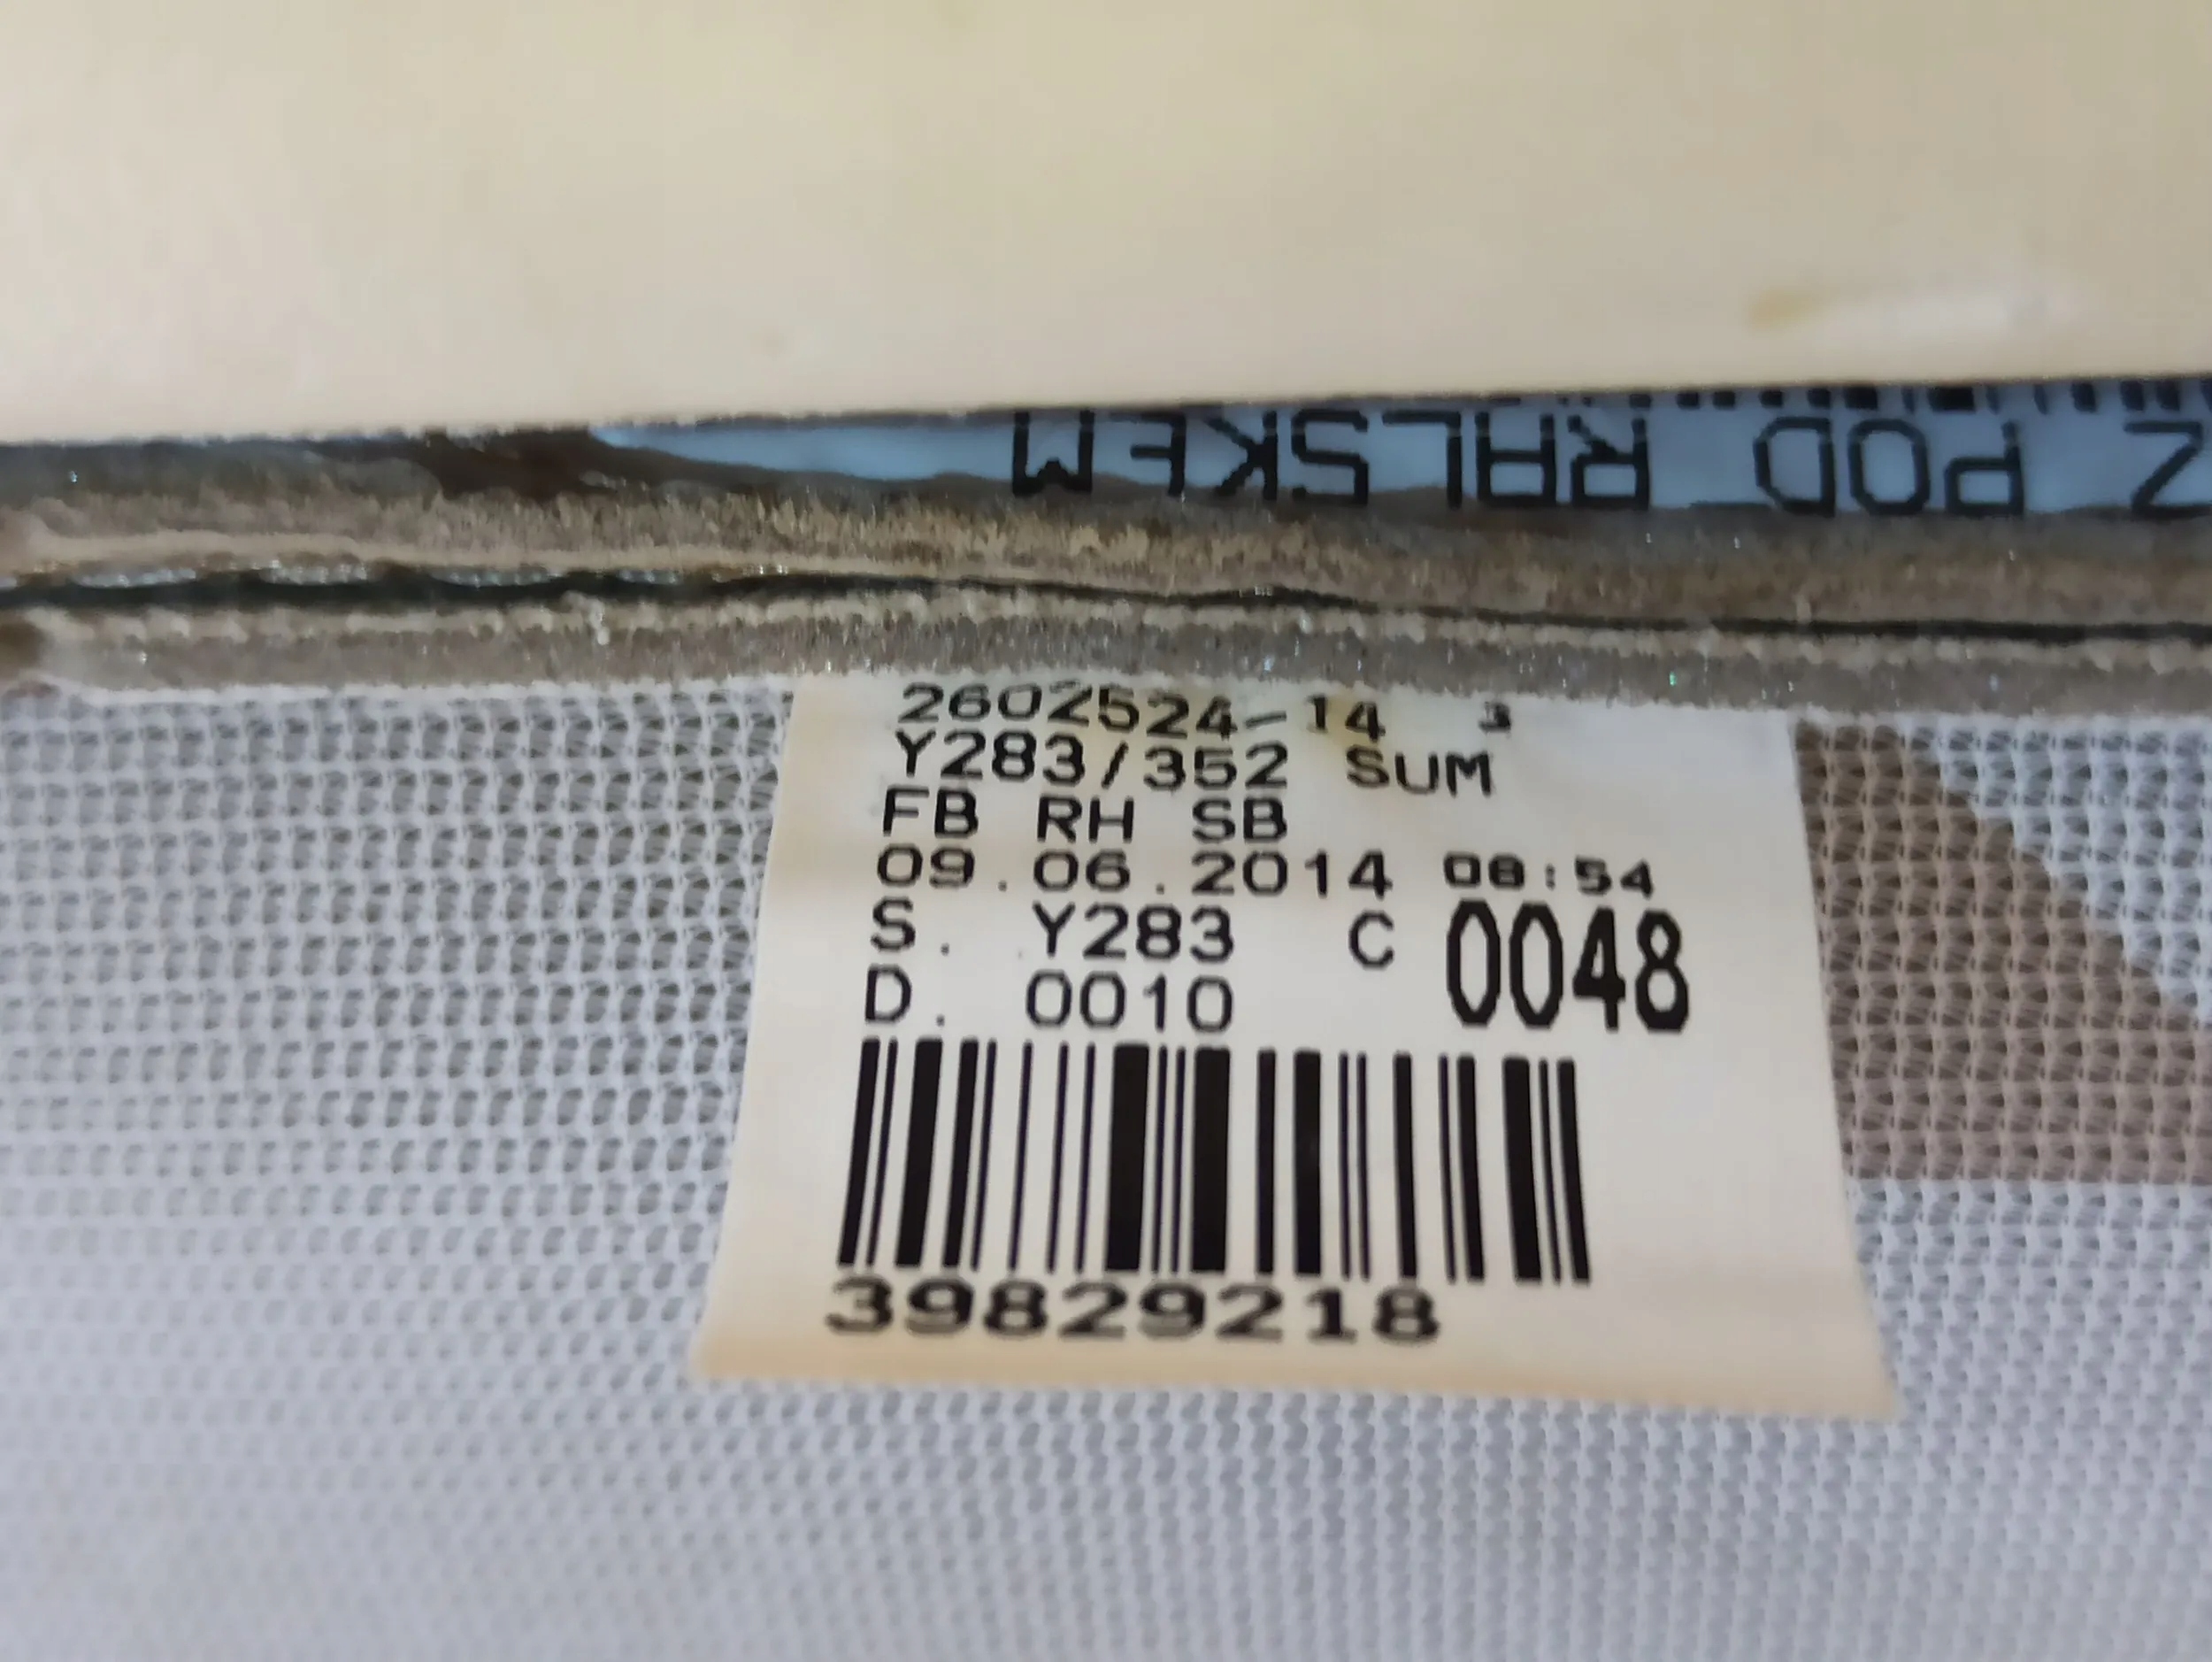 Z POD RALSKEM
2602524-14 3
Y283/352 SUM
FB RH SB
09.06.2014 08:54
S. Y283 C 0048
D. 0010
39829218